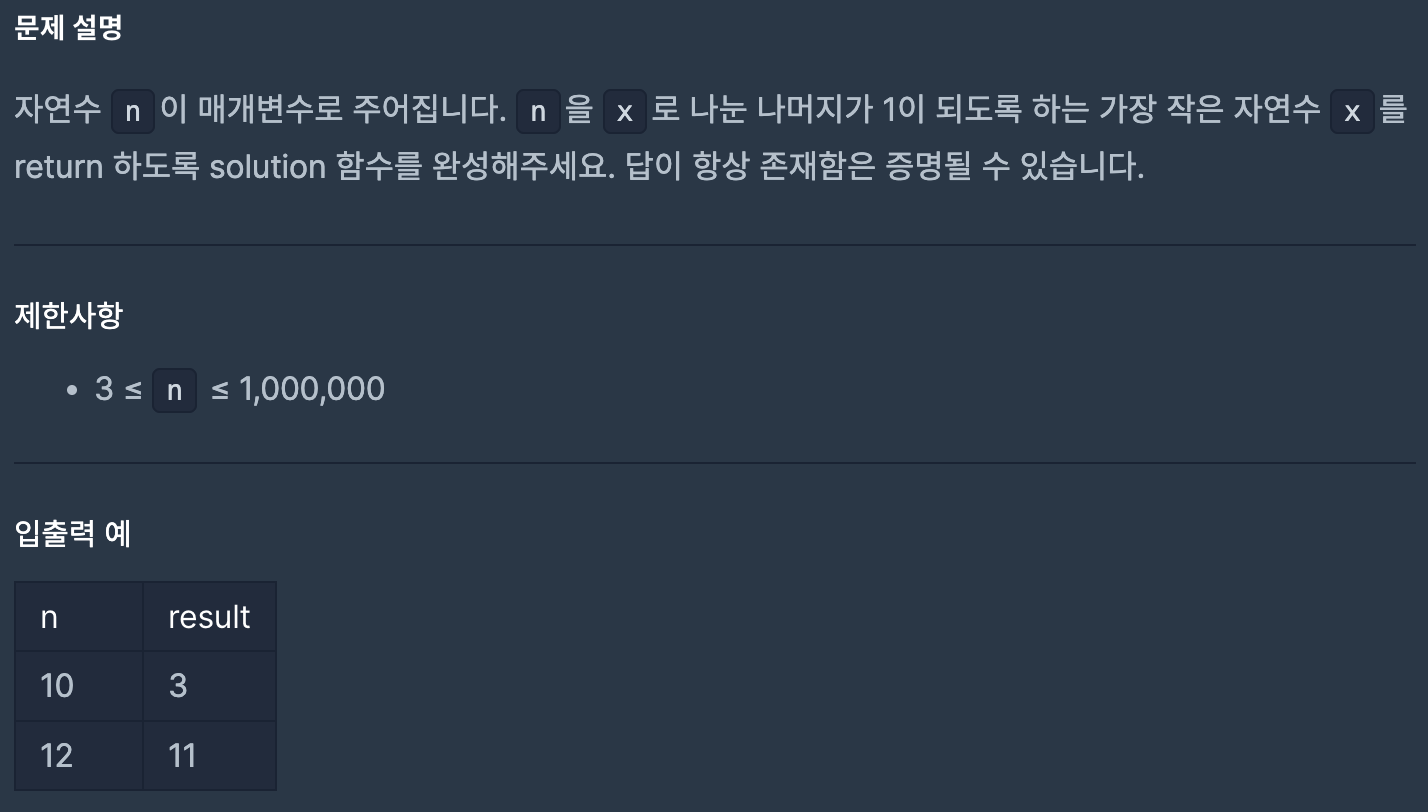 문제 설명
자연수 n이 매개변수로 주어집니다. n을 x로 나눈 나머지가 1이 되도록 하는 가장 작은 자연수 x를
return 하도록 solution 함수를 완성해주세요. 답이 항상 존재함은 증명될 수 있습니다.
제한사항
• 3 ≤ n ≤ 1,000,000
입출력 예
n result
10 3
12 11